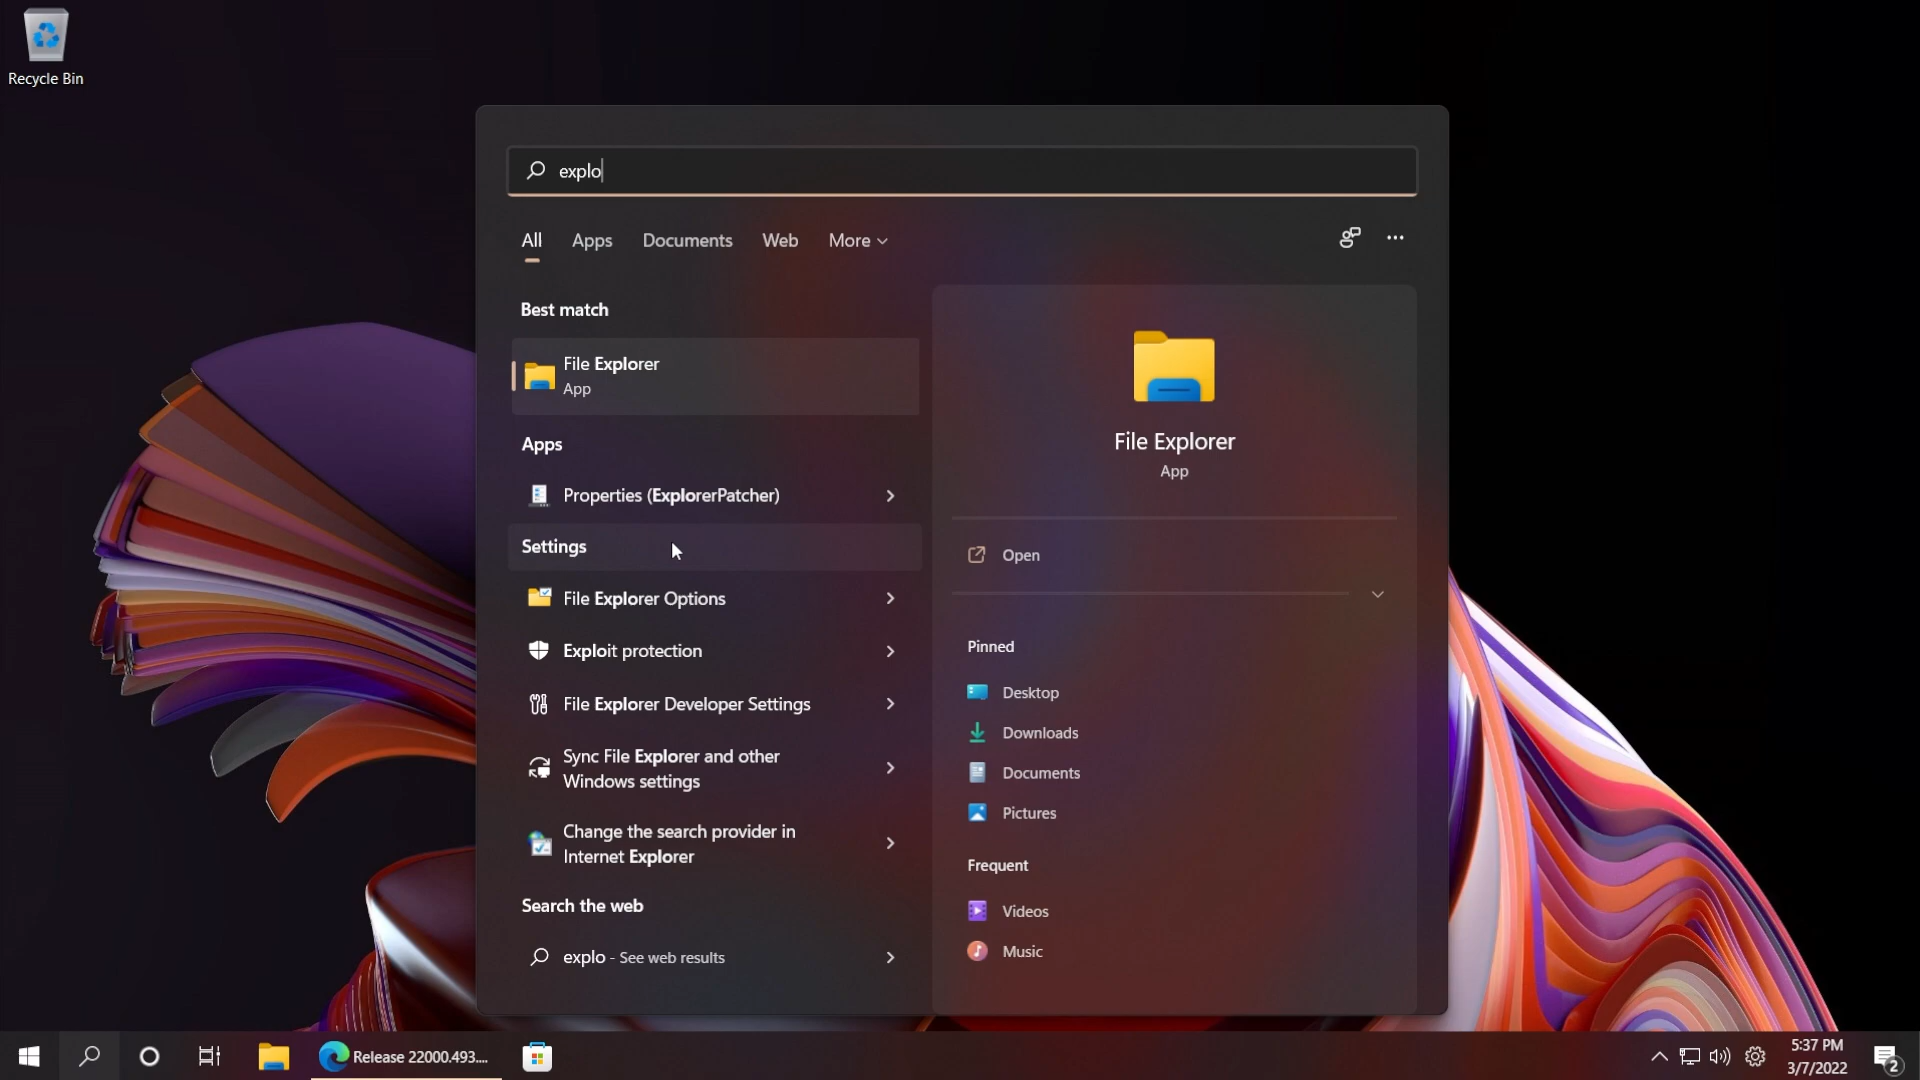 Recycle Bin
explo
All Apps Documents Web More
Best match
File Explorer
App
Apps
Properties (ExplorerPatcher)
Settings
File Explorer Options
Exploit protection
File Explorer Developer Settings
Sync File Explorer and other
Windows settings
Change the search provider in
Internet Explorer
Search the web
explo - See web results
File Explorer
App
Open
Pinned
Desktop
Downloads
Documents
Pictures
Frequent
Videos
Music
Release 22000.493....
5:37 PM
3/7/2022
2